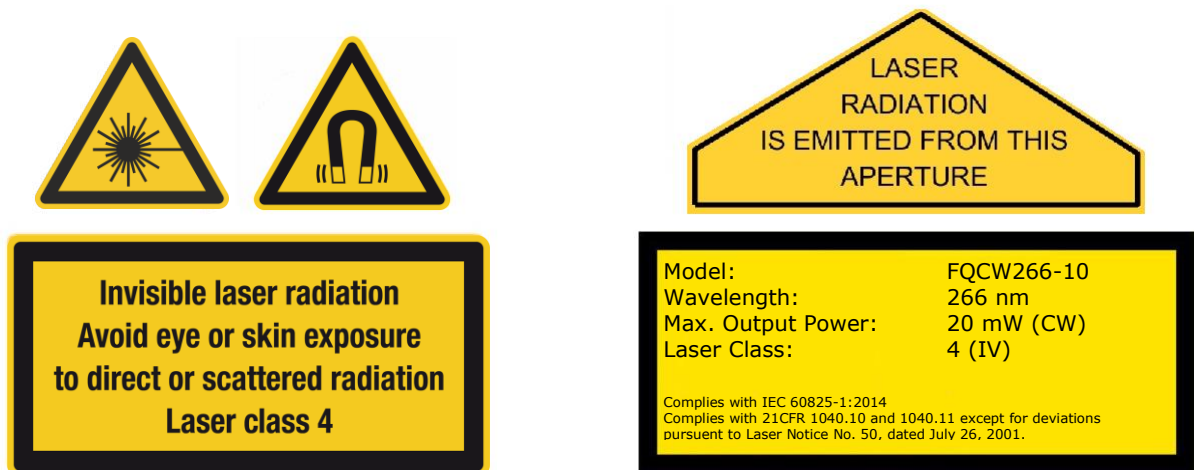 LASER
RADIATION
IS EMITTED FROM THIS
APERTURE
Invisible laser radiation
Avoid eye or skin exposure
to direct or scattered radiation
Laser class 4
Model: FQCW266-10
Wavelength: 266 nm
Max. Output Power: 20 mW (CW)
Laser Class: 4 (IV)
Complies with IEC 60825-1:2014
Complies with 21CFR 1040.10 and 1040.11 except for deviations
pursuant to Laser Notice No. 50, dated July 26, 2001.